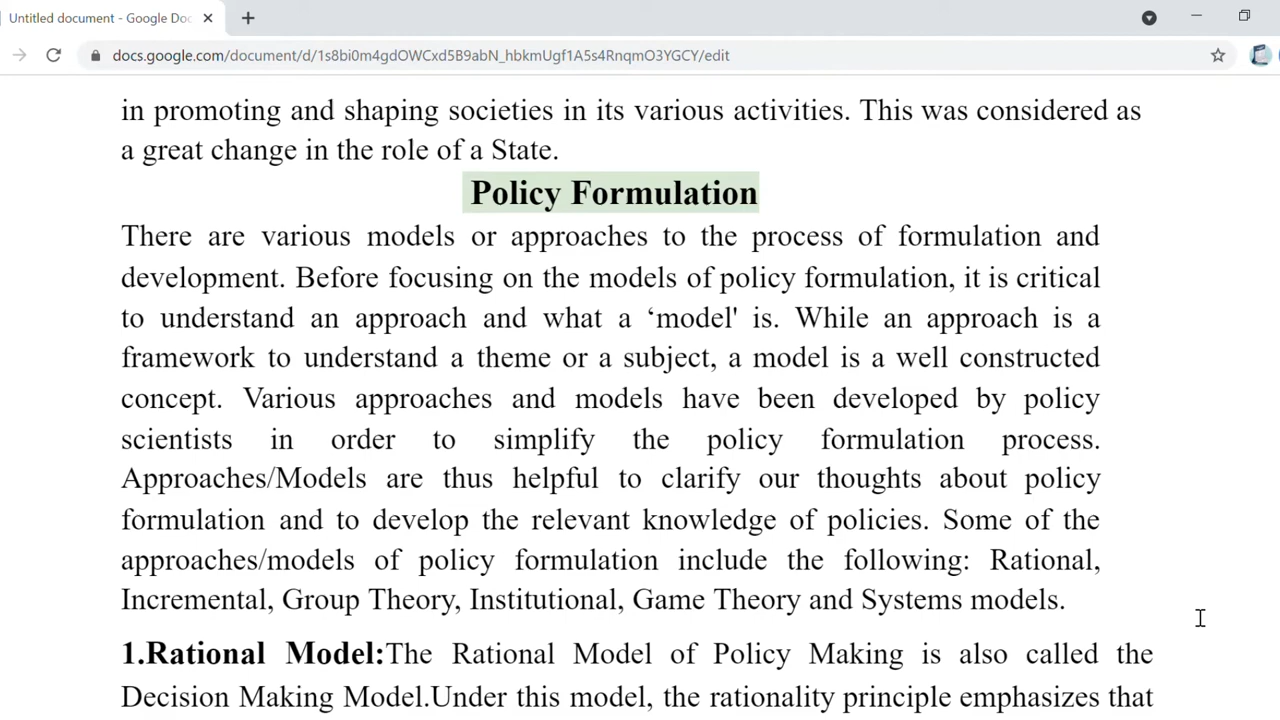 Untitled document - Google Doc
docs.google.com/document/d/1s8bi0m4gdOWCxd5B9abN_hbkmUgf1A5s4RnqmO3YGCY/edit
in promoting and shaping societies in its various activities. This was considered as
a great change in the role of a State.
Policy Formulation
There are various models or approaches to the process of formulation and
development. Before focusing on the models of policy formulation, it is critical
to understand an approach and what a ‘model' is. While an approach is a
framework to understand a theme or a subject, a model is a well constructed
concept. Various approaches and models have been developed by policy
scientists in order to simplify the policy formulation process.
Approaches/Models are thus helpful to clarify our thoughts about policy
formulation and to develop the relevant knowledge of policies. Some of the
approaches/models of policy formulation include the following: Rational,
Incremental, Group Theory, Institutional, Game Theory and Systems models.
1.Rational Model:The Rational Model of Policy Making is also called the
Decision Making Model.Under this model, the rationality principle emphasizes that